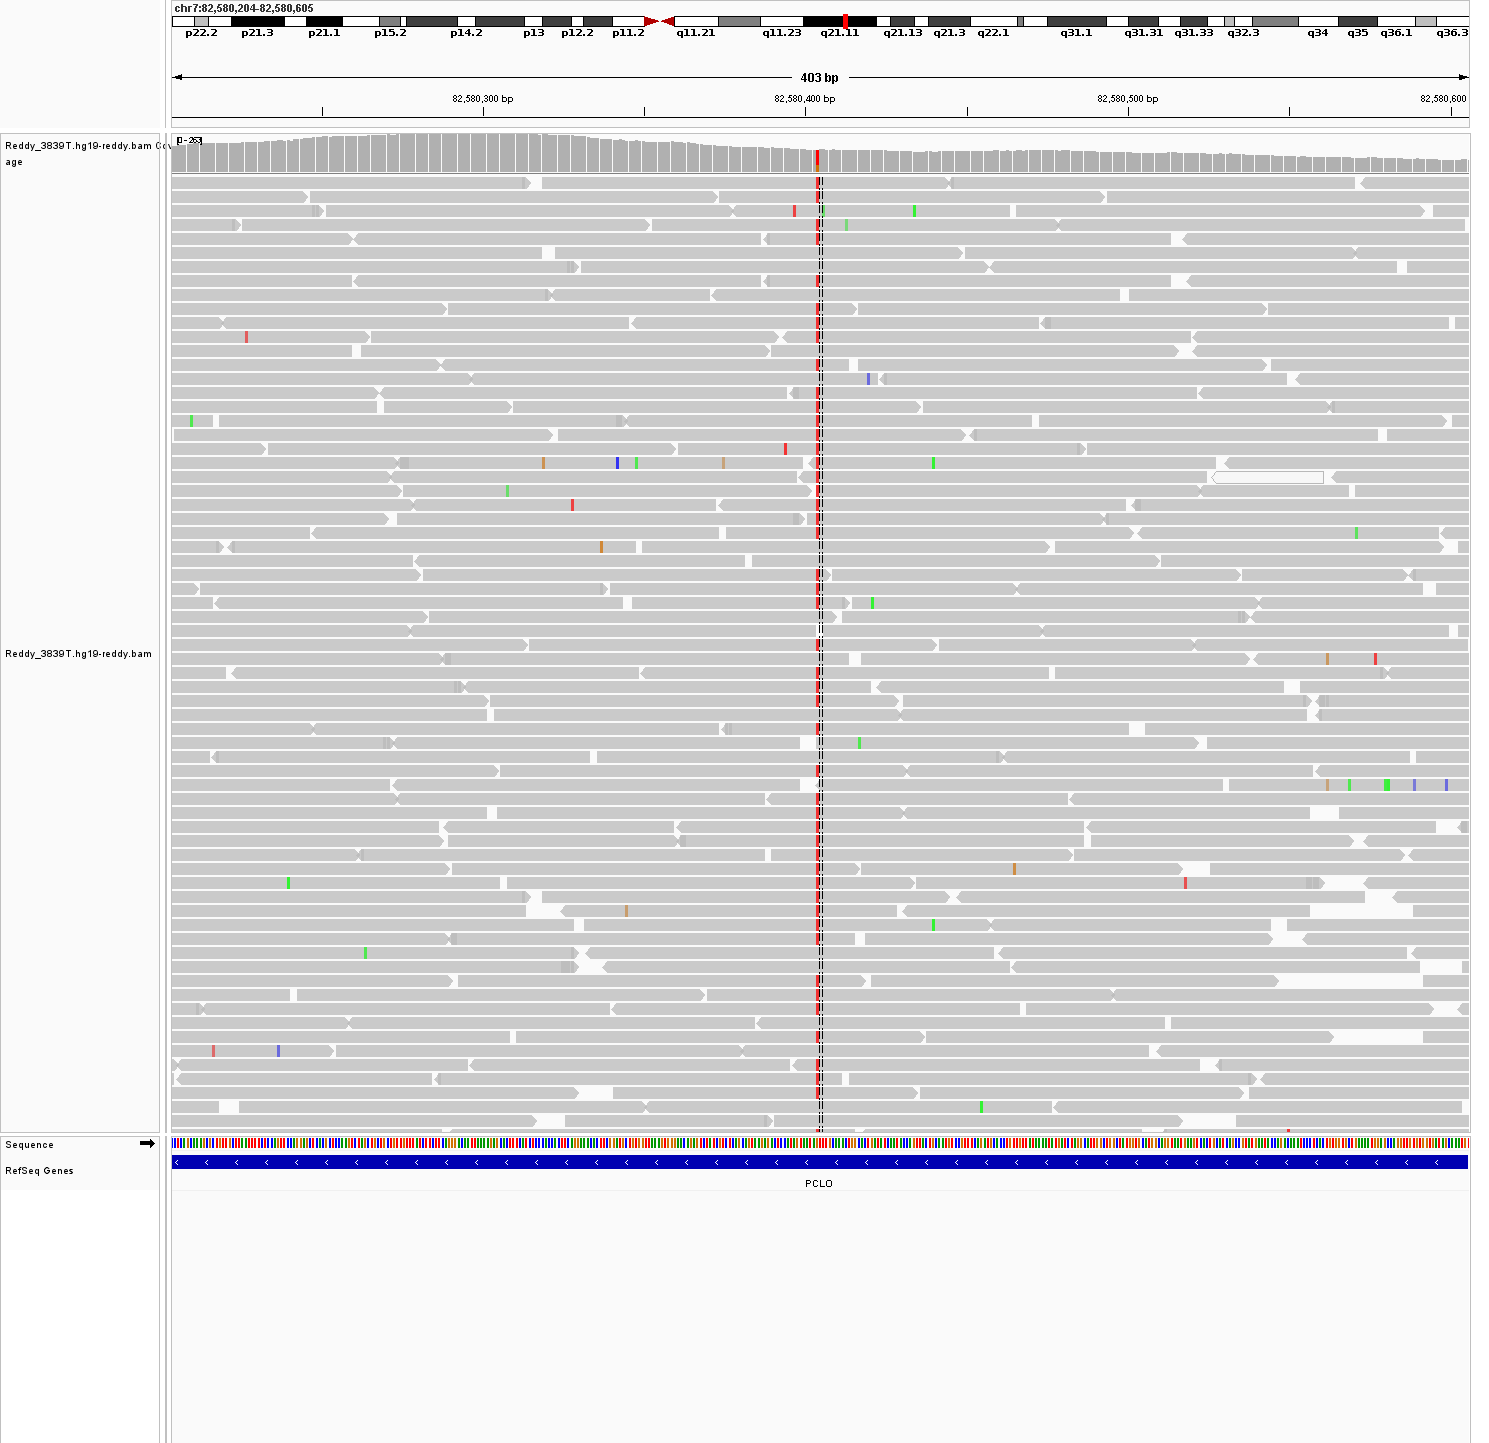 chr7:82,580,204-82,580,605
p22.2 p21.3 p21.1 p15.2 p14.2 p13 p12.2 p11.2 q11.21 q11.23 q21.11 q21.13 q21.3 q22.1 q31.1 q31.31 q31.33 q32.3 q34 q35 q36.1 q36.3
403 bp
82,580,300 bp 82,580,400 bp 82,580,500 bp 82,580,600
Reddy_3839T.hg19-reddy.bam Cov
age
[0-263]
Reddy_3839T.hg19-reddy.bam
Sequence
RefSeq Genes
PCLO